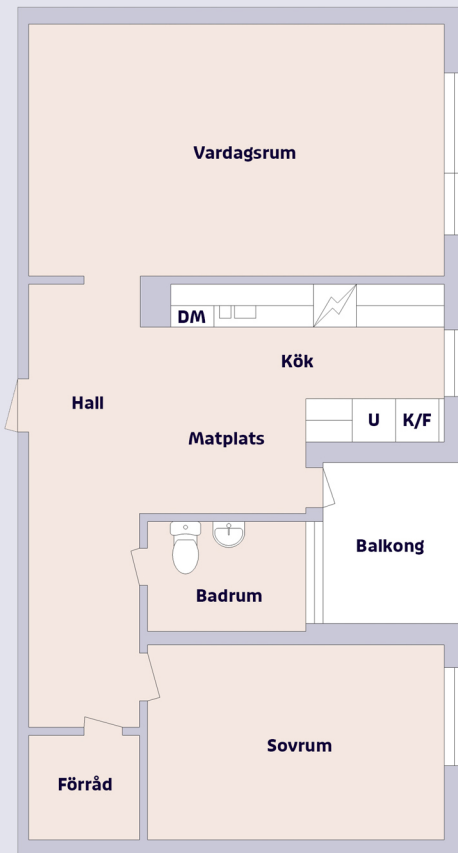 Vardagsrum
DM
Kök
Hall
U
K/F
Matplats
Balkong
Badrum
Sovrum
Förråd